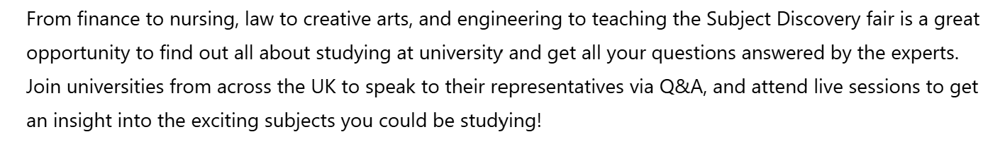 From finance to nursing, law to creative arts, and engineering to teaching the Subject Discovery fair is a great
opportunity to find out all about studying at university and get all your questions answered by the experts.
Join universities from across the UK to speak to their representatives via Q&A, and attend live sessions to get
an insight into the exciting subjects you could be studying!